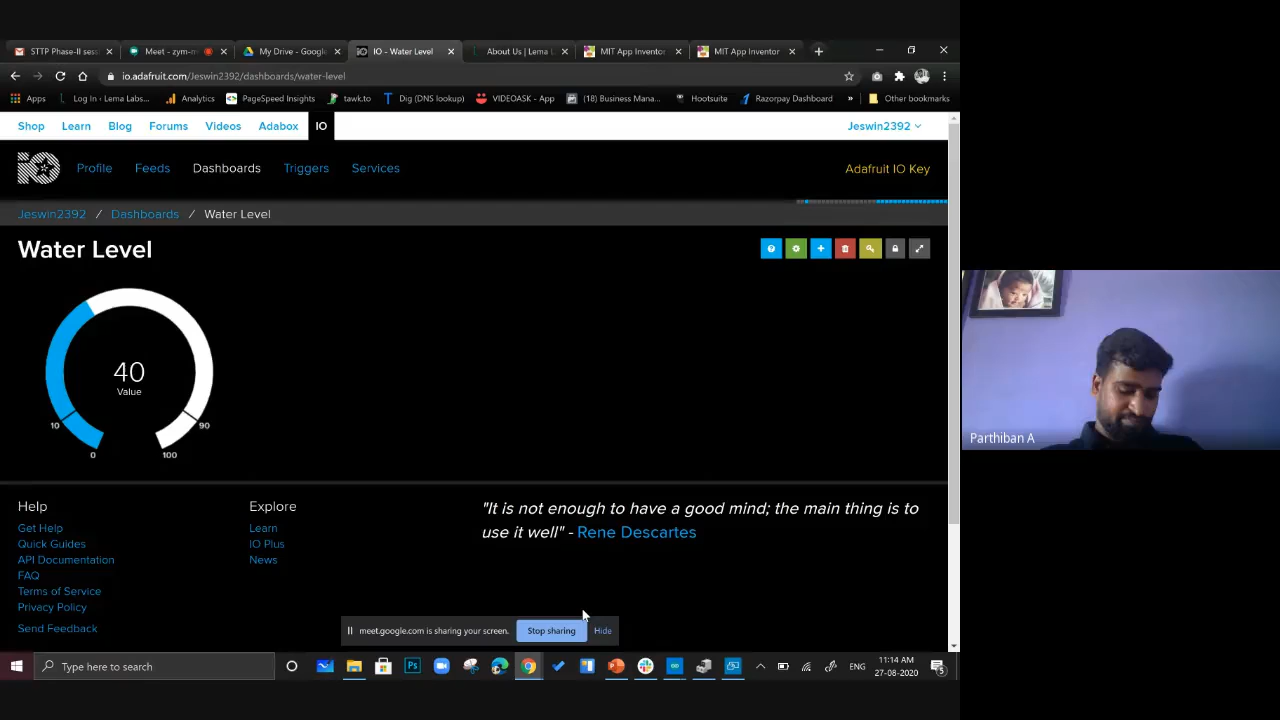 STTP Phase-II ses
Meet - zym-m
My Drive - Google
IO - Water Level
About Us | Lema L
MIT App Inventor
MIT App Inventor
io.adafruit.com/Jeswin2392/dashboards/water-level
Apps
Log In ‹ Lema Labs...
Analytics
PageSpeed Insights
tawk.to
Dig (DNS lookup)
VIDEOASK - App
(18) Business Mana...
Hootsuite
Razorpay Dashboard
»
Other bookmarks
Shop Learn Blog Forums Videos Adabox IO
Jeswin2392
IO Profile Feeds Dashboards Triggers Services
Adafruit IO Key
Jeswin2392 / Dashboards / Water Level
Water Level
40
Value
10
90
0
100
Parthiban A
Help
Get Help
Quick Guides
API Documentation
FAQ
Terms of Service
Privacy Policy
Send Feedback
Explore
Learn
IO Plus
News
"It is not enough to have a good mind; the main thing is to
use it well" - Rene Descartes
meet.google.com is sharing your screen.
Stop sharing
Hide
Type here to search
Ps
ENG
11:14 AM
27-08-2020
5